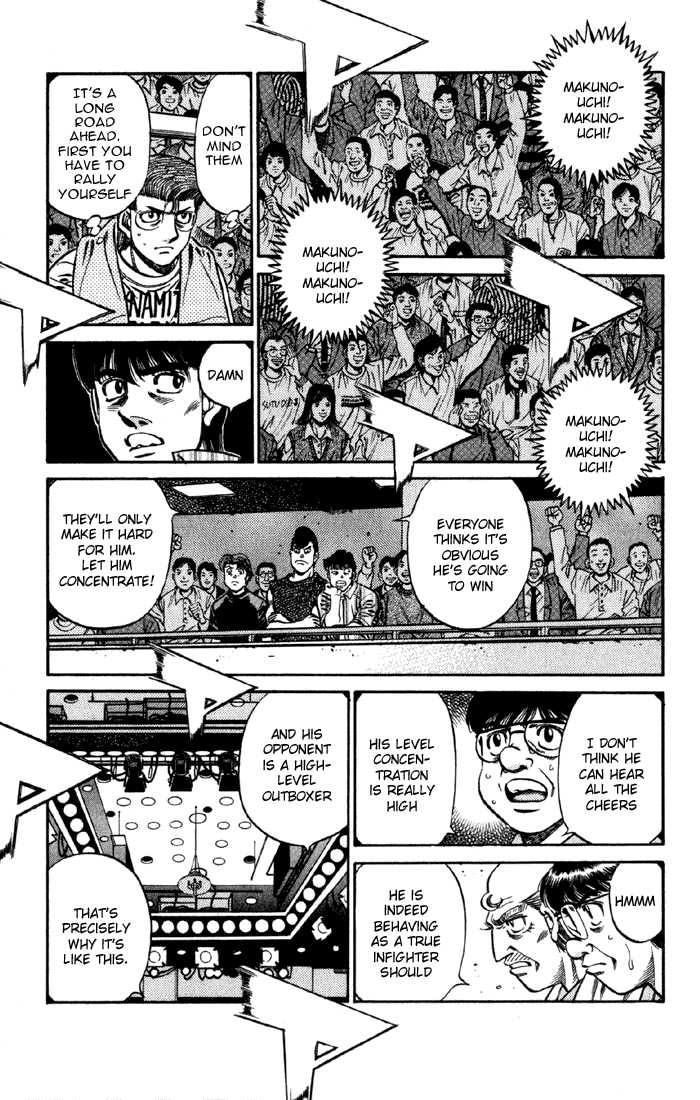 MAKUNO-
UCHI!
MAKUNO-
UCHI!
DON'T
MIND
THEM
IT'S A
LONG
ROAD
AHEAD.
FIRST YOU
HAVE TO
RALLY
YOURSELF
NAMIT
MAKUNO-
UCHI!
MAKUNO-
UCHI!
MAKUNO-
UCHI!
MAKUNO-
UCHI!
DAMN
EVERYONE
THINKS IT'S
OBVIOUS
HE'S GOING
TO WIN
THEY'LL ONLY
MAKE IT HARD
FOR HIM.
LET HIM
CONCENTRATE!
I DON'T
THINK HE
CAN HEAR
ALL THE
CHEERS
HIS LEVEL
CONCEN-
TRATION
IS REALLY
HIGH
AND HIS
OPPONENT
IS A HIGH-
LEVEL
OUTBOXER
THAT'S
PRECISELY
WHY IT'S
LIKE THIS.
HMMM
HE IS
INDEED
BEHAVING
AS A TRUE
INFIGHTER
SHOULD